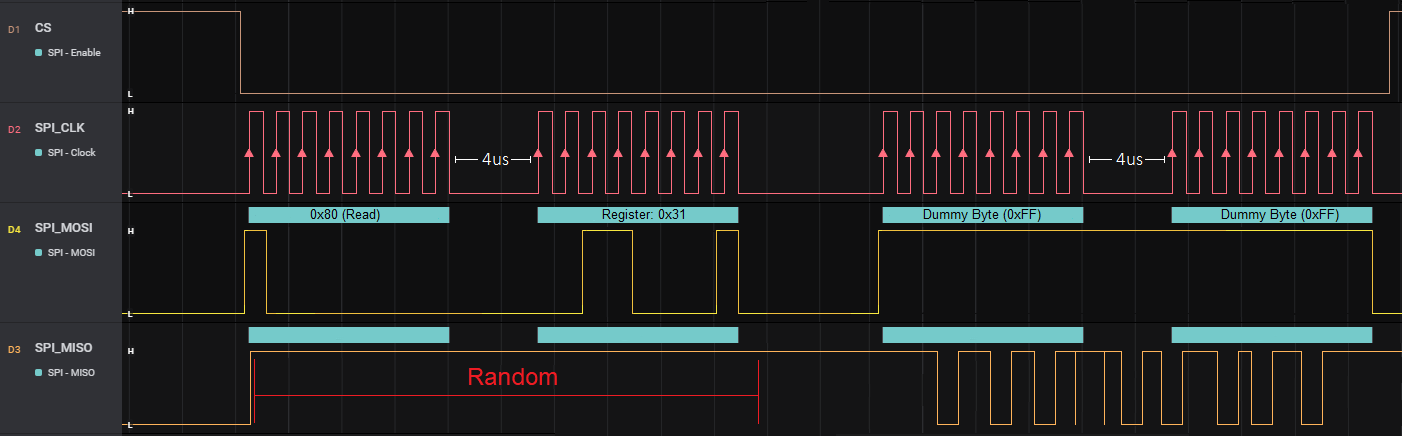 D1 CS
SPI - Enable
H
L
D2 SPI_CLK
SPI - Clock
H
4us 4us
L
D4 SPI_MOSI
SPI - MOSI
0x80 (Read) Register: 0x31 Dummy Byte (0xFF) Dummy Byte (0xFF)
H
L
D3 SPI_MISO
SPI - MISO
H
Random
L